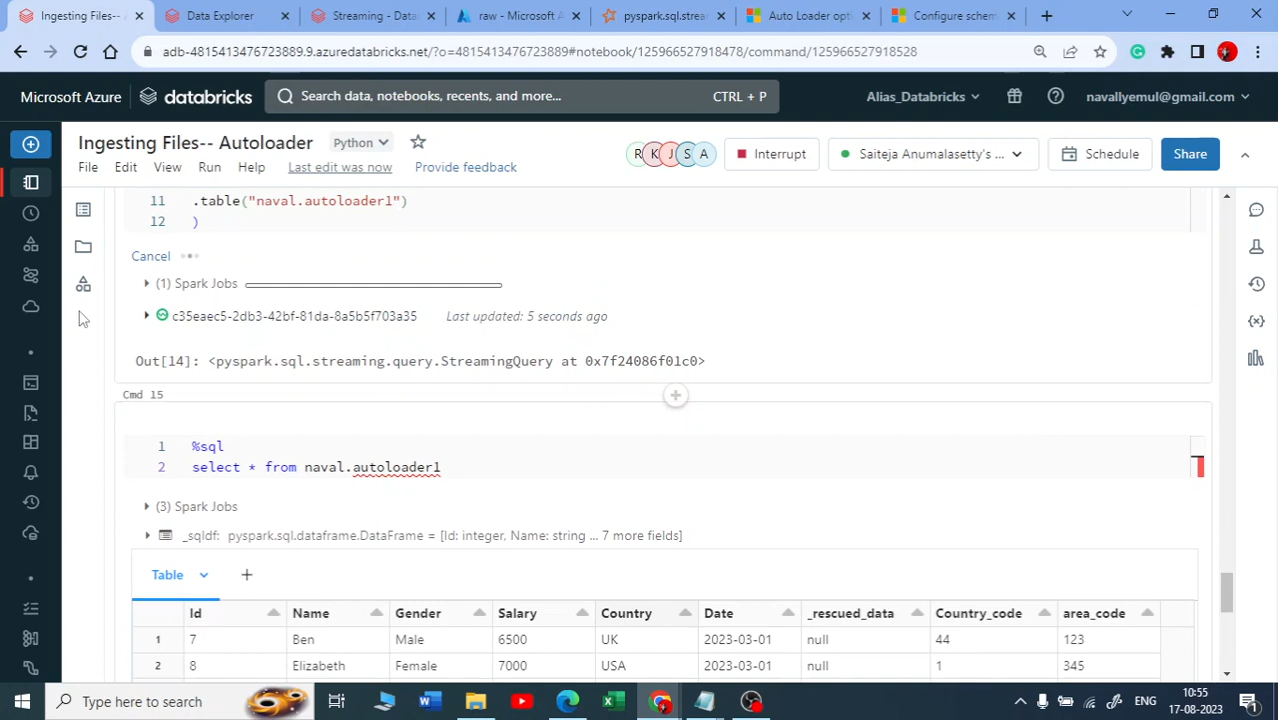 Ingesting Files-- Au
Data Explorer
Streaming - Data
raw - Microsoft A
pyspark.sql.strea
Auto Loader opti
Configure schem
adb-4815413476723889.9.azuredatabricks.net/?o=4815413476723889#notebook/125966527918478/command/125966527918528
Microsoft Azure
databricks
Search data, notebooks, recents, and more...
CTRL + P
Alias_Databricks
navallyemul@gmail.com
Ingesting Files-- Autoloader
Python
R K J S A
Interrupt
Saiteja Anumalasetty's ...
Schedule
Share
File Edit View Run Help Last edit was now Provide feedback
11 .table("naval.autoloader1")
12 )
Cancel
(1) Spark Jobs
c35eaec5-2db3-42bf-81da-8a5b5f703a35 Last updated: 5 seconds ago
Out[14]: <pyspark.sql.streaming.query.StreamingQuery at 0x7f24086f01c0>
Cmd 15
1 %sql
2 select * from naval.autoloader1
(3) Spark Jobs
_sqldf: pyspark.sql.dataframe.DataFrame = [Id: integer, Name: string ... 7 more fields]
Table
Id Name Gender Salary Country Date _rescued_data Country_code area_code
1 7 Ben Male 6500 UK 2023-03-01 null 44 123
2 8 Elizabeth Female 7000 USA 2023-03-01 null 1 345
Type here to search
ENG
10:55
17-08-2023
1